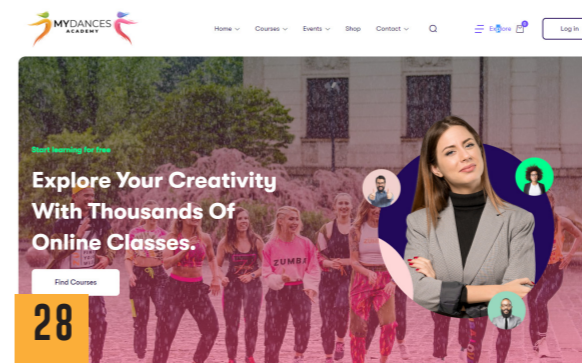 MYDANCES
ACADEMY
Home
Courses
Events
Shop
Contact
Explore
0
Log In
Start learning for free
Explore Your Creativity
With Thousands Of
Online Classes.
Find Courses
ZUMBA
28